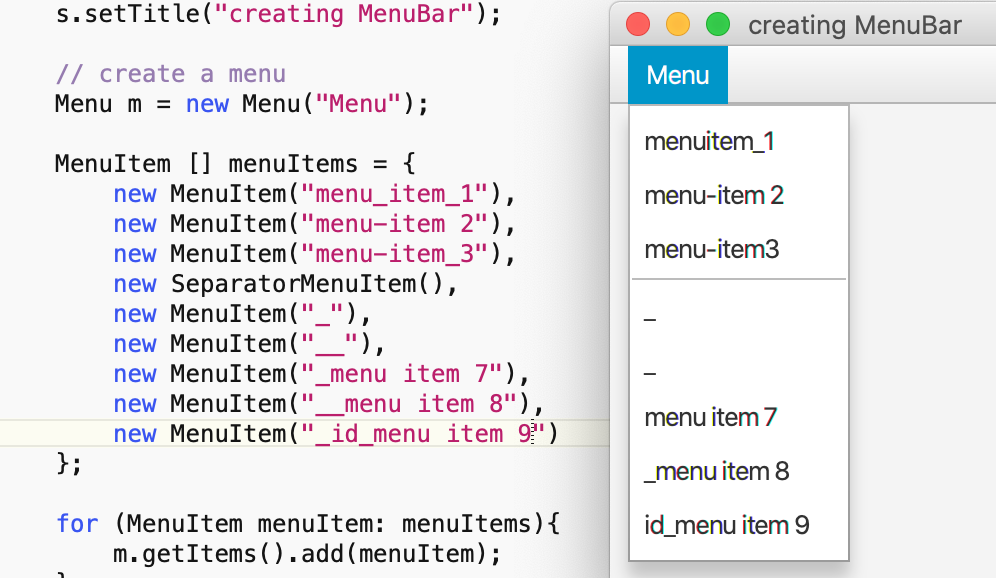 s.setTitle("creating MenuBar");
// create a menu
Menu m = new Menu("Menu");
MenuItem [] menuItems = {
new MenuItem("menu_item_1"),
new MenuItem("menu-item 2"),
new MenuItem("menu-item_3"),
new SeparatorMenuItem(),
new MenuItem("_"),
new MenuItem("__"),
new MenuItem("_menu item 7"),
new MenuItem("__menu item 8"),
new MenuItem("_id_menu item 9")
};
for (MenuItem menuItem: menuItems){
m.getItems().add(menuItem);
creating MenuBar
Menu
menuitem_1
menu-item 2
menu-item3
_
_
menu item 7
_menu item 8
id_menu item 9